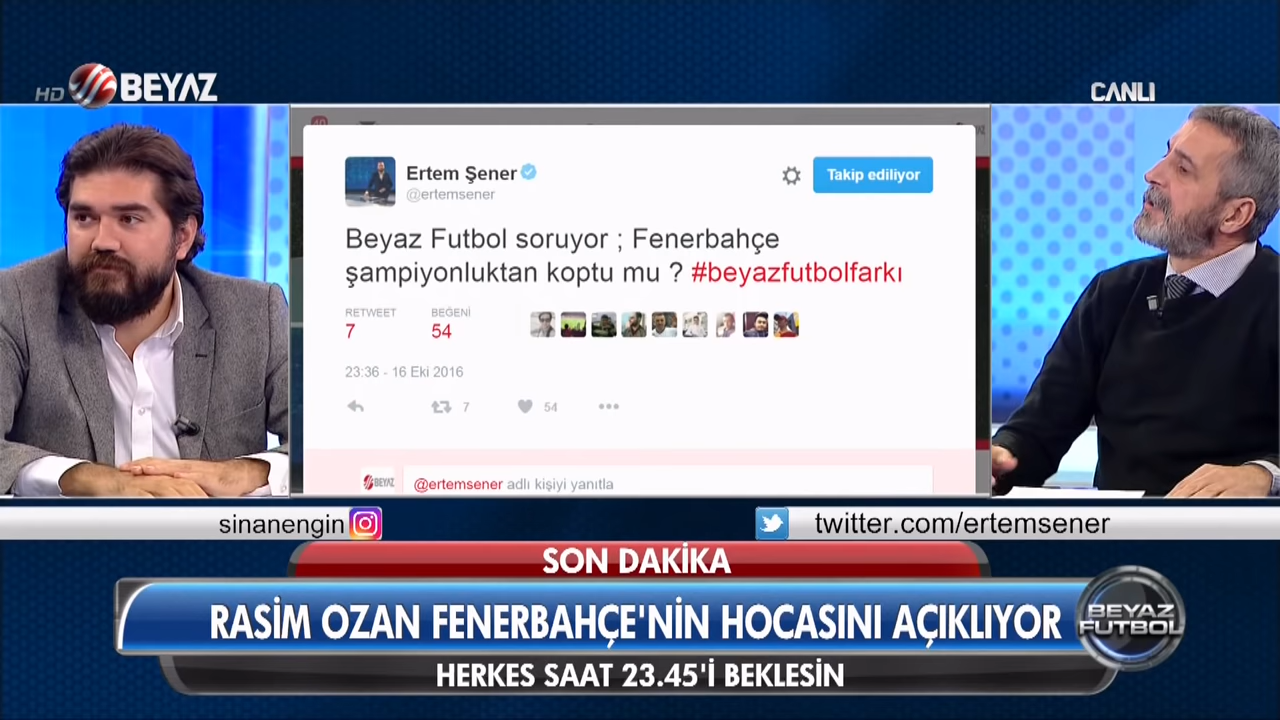 HD BEYAZ
CANLI
Ertem Şener
@ertemsener
Takip ediliyor
Beyaz Futbol soruyor ; Fenerbahçe
şampiyonluktan koptu mu ? #beyazfutbolfarkı
RETWEET BEĞENİ
7 54
23:36 - 16 Eki 2016
7 54
BEYAZ
@ertemsener adlı kişiyi yanıtla
sinanengin
twitter.com/ertemsener
SON DAKİKA
RASİM OZAN FENERBAHÇE'NİN HOCASINI AÇIKLIYOR
BEYAZ
FUTBOL
HERKES SAAT 23.45'İ BEKLESİN